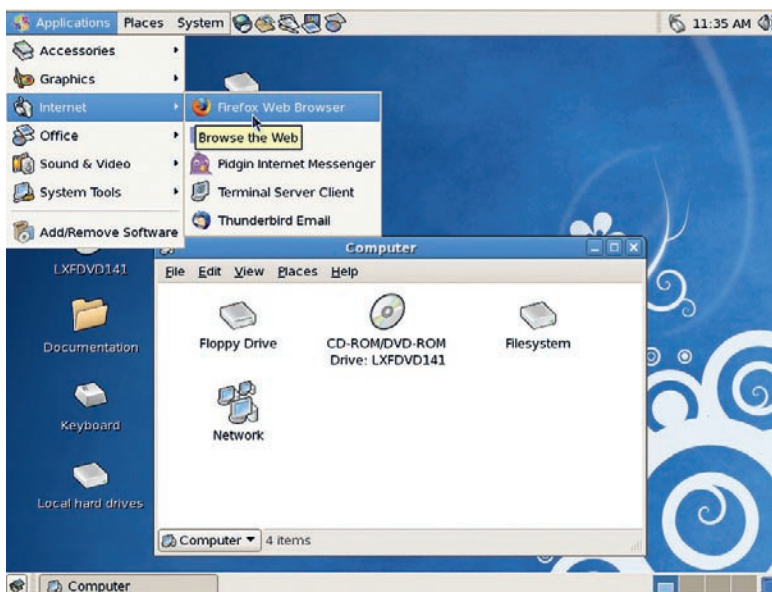 Applications Places System
11:35 AM
Accessories
Graphics
Internet
Office
Sound & Video
System Tools
Add/Remove Software
Firefox Web Browser
Browse the Web
Pidgin Internet Messenger
Terminal Server Client
Thunderbird Email
LXFDVD141
Documentation
Keyboard
Local hard drives
Computer
File Edit View Places Help
Floppy Drive
CD-ROM/DVD-ROM
Drive: LXFDVD141
Filesystem
Network
Computer 4 items
Computer